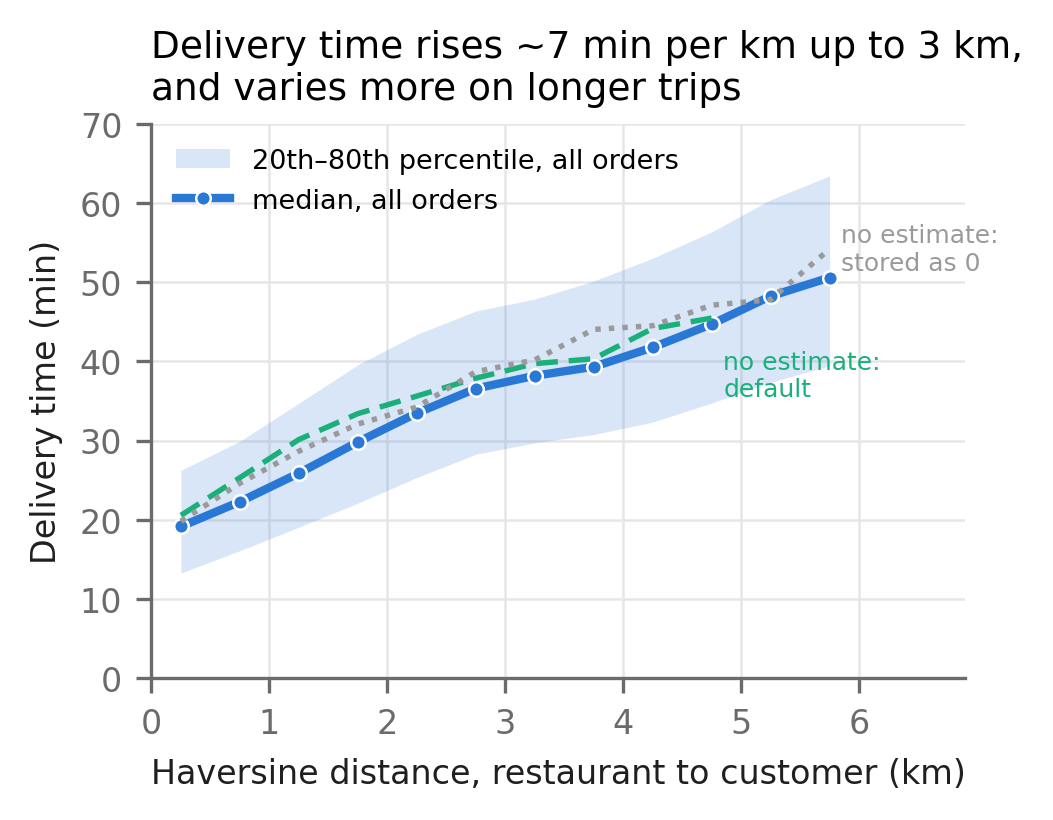 Delivery time rises ~7 min per km up to 3 km,
and varies more on longer trips
70
60
50
40
30
20
10
0
Delivery time (min)
20th–80th percentile, all orders
median, all orders
no estimate:
stored as 0
no estimate:
default
0 1 2 3 4 5 6
Haversine distance, restaurant to customer (km)